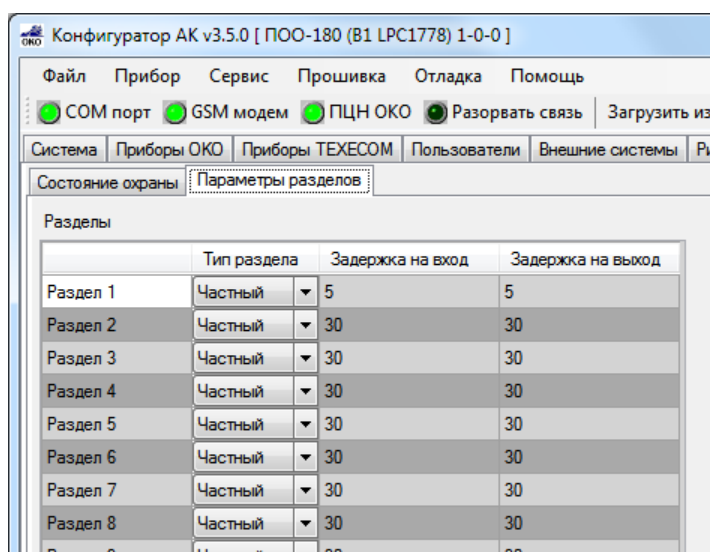 ОКО Конфигуратор АК v3.5.0 [ ПОО-180 (B1 LPC1778) 1-0-0 ]
Файл Прибор Сервис Прошивка Отладка Помощь
COM порт GSM модем ПЦН ОКО Разорвать связь Загрузить из
Система Приборы ОКО Приборы TEXECOM Пользователи Внешние системы
Состояние охраны Параметры разделов
Разделы
Тип раздела Задержка на вход Задержка на выход
Раздел 1 Частный 5 5
Раздел 2 Частный 30 30
Раздел 3 Частный 30 30
Раздел 4 Частный 30 30
Раздел 5 Частный 30 30
Раздел 6 Частный 30 30
Раздел 7 Частный 30 30
Раздел 8 Частный 30 30